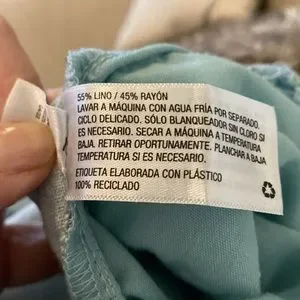 55% LINO / 45% RAYÓN
LAVAR A MÁQUINA CON AGUA FRÍA POR SEPARADO.
CICLO DELICADO. SÓLO BLANQUEADOR SIN CLORO SI
ES NECESARIO. SECAR A MÁQUINA A TEMPERATURA
BAJA. RETIRAR OPORTUNAMENTE. PLANCHAR A BAJA
TEMPERATURA SI ES NECESARIO.
ETIQUETA ELABORADA CON PLÁSTICO
100% RECICLADO